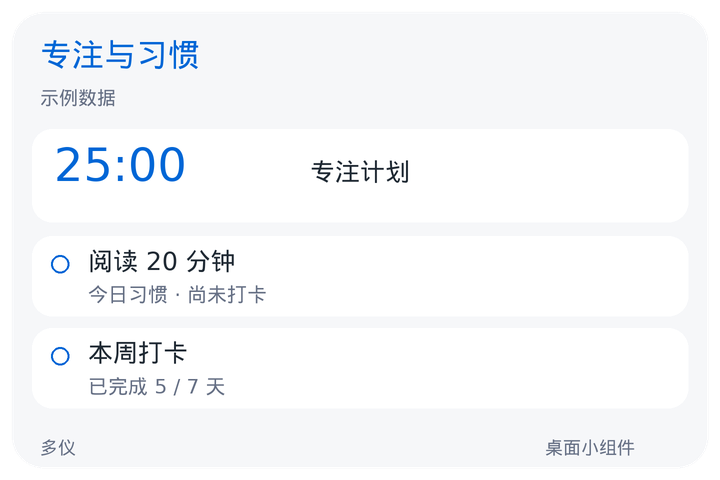 专注与习惯
示例数据
25:00 专注计划
阅读 20 分钟
今日习惯 · 尚未打卡
本周打卡
已完成 5 / 7 天
多仪 桌面小组件